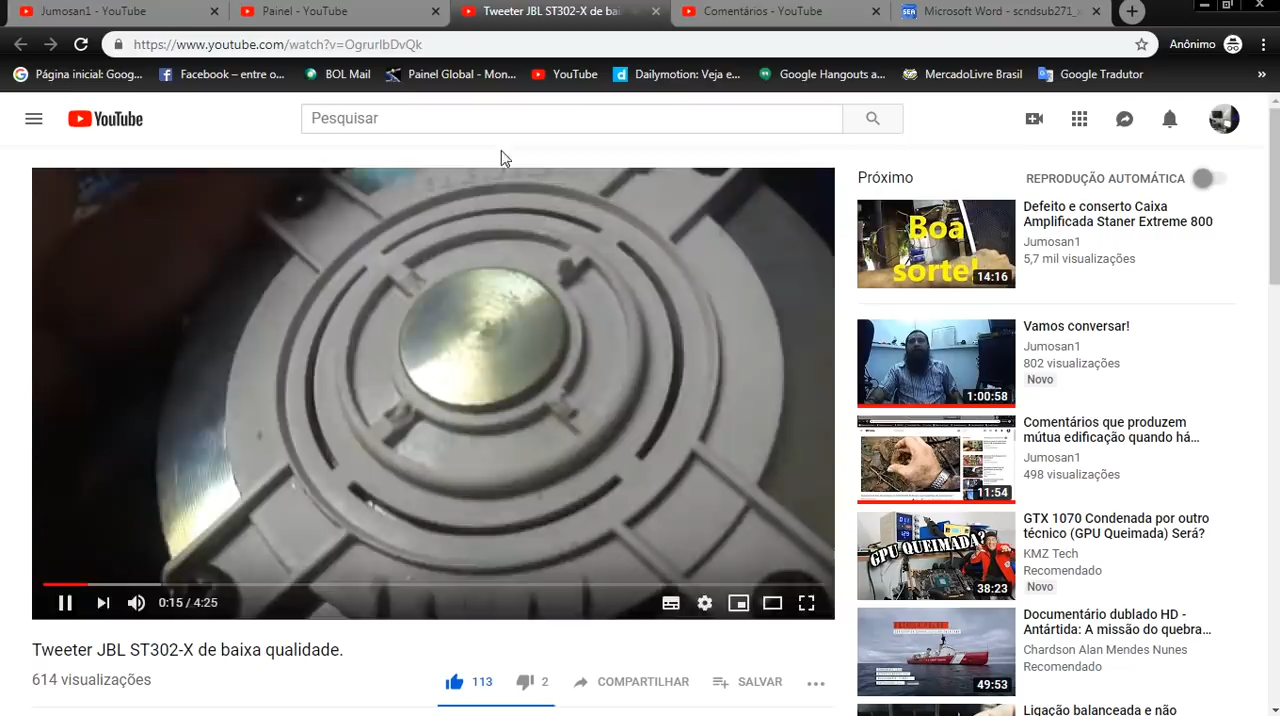 Jumosan1 - YouTube
Painel - YouTube
Tweeter JBL ST302-X de bai
Comentários - YouTube
Microsoft Word - scndsub271_
https://www.youtube.com/watch?v=OgrurIbDvQk
Anônimo
Página inicial: Goog...
Facebook – entre o...
BOL Mail
Painel Global - Mon...
YouTube
Dailymotion: Veja e...
Google Hangouts a...
MercadoLivre Brasil
Google Tradutor
»
YouTube
Pesquisar
0:15 / 4:25
Tweeter JBL ST302-X de baixa qualidade.
614 visualizações
113
2
COMPARTILHAR
SALVAR
Próximo
REPRODUÇÃO AUTOMÁTICA
Boa
sorte!
14:16
Defeito e conserto Caixa
Amplificada Staner Extreme 800
Jumosan1
5,7 mil visualizações
1:00:58
Vamos conversar!
Jumosan1
802 visualizações
Novo
11:54
Comentários que produzem
mútua edificação quando há...
Jumosan1
498 visualizações
GPU QUEIMADA?
38:23
GTX 1070 Condenada por outro
técnico (GPU Queimada) Será?
KMZ Tech
Recomendado
Novo
49:53
Documentário dublado HD -
Antártida: A missão do quebra...
Chardson Alan Mendes Nunes
Recomendado
Ligação balanceada e não